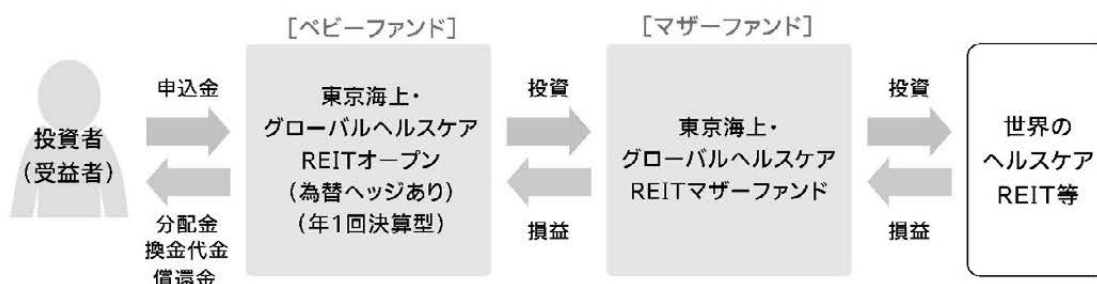 [ベビーファンド]
[マザーファンド]
投資者
(受益者)
申込金
分配金
換金代金
償還金
東京海上・
グローバルヘルスケア
REITオープン
(為替ヘッジあり)
(年1回決算型)
投資
損益
東京海上・
グローバルヘルスケア
REITマザーファンド
投資
損益
世界の
ヘルスケア
REIT等